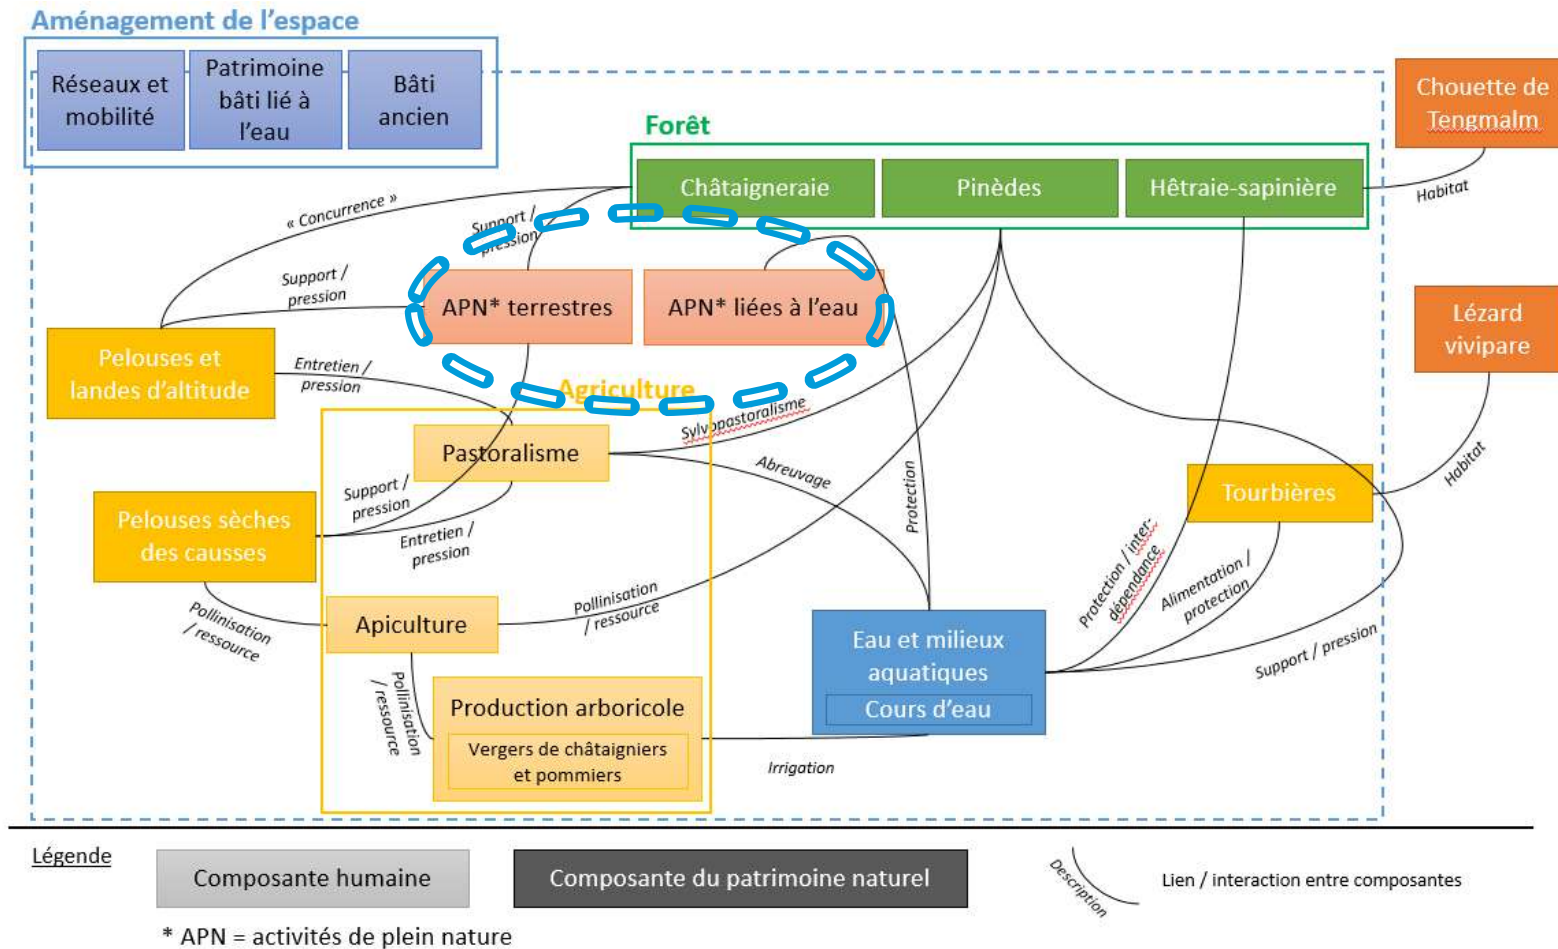 Aménagement de l'espace
Réseaux et
mobilité
Patrimoine
bâti lié à
l'eau
Bâti
ancien
Chouette de
Tengmalm
Forêt
Châtaigneraie
Pinèdes
Hêtraie-sapinière
Habitat
« Concurrence »
Support /
pression
Support /
pression
APN* terrestres
APN* liées à l'eau
Lézard
vivipare
Pelouses et
landes d'altitude
Entretien /
pression
Agriculture
Sylvopastoralisme
Pastoralisme
Abreuvage
Protection
Habitat
Tourbières
Support /
pression
Pelouses sèches
des causses
Entretien /
pression
Protection / inter-
dépendance
Alimentation /
protection
Pollinisation
/ ressource
Apiculture
Pollinisation
/ ressource
Eau et milieux
aquatiques
Cours d'eau
Support / pression
Pollinisation
/ ressource
Production arboricole
Vergers de châtaigniers
et pommiers
Irrigation
Légende
Composante humaine
Composante du patrimoine naturel
Description
Lien / interaction entre composantes
* APN = activités de plein nature